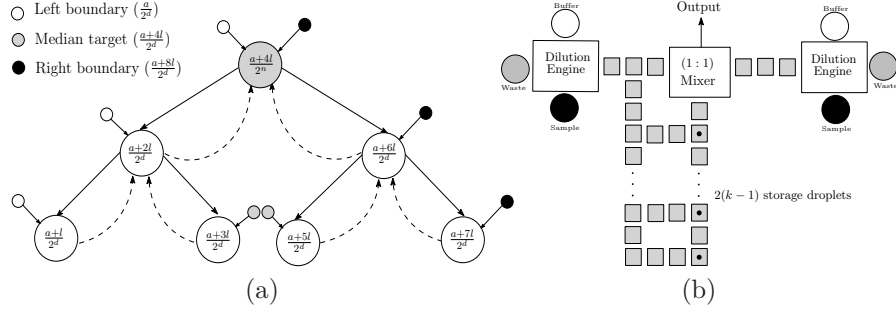 Left boundary (a/2^d)
Median target (a+4l/2^d)
Right boundary (a+8l/2^d)
a+4l/2^n
a+2l/2^d
a+6l/2^d
a+l/2^d
a+3l/2^d
a+5l/2^d
a+7l/2^d
(a)
Output
Buffer
Buffer
Dilution
Engine
(1 : 1)
Mixer
Dilution
Engine
Waste
Waste
Sample
Sample
2(k − 1) storage droplets
(b)